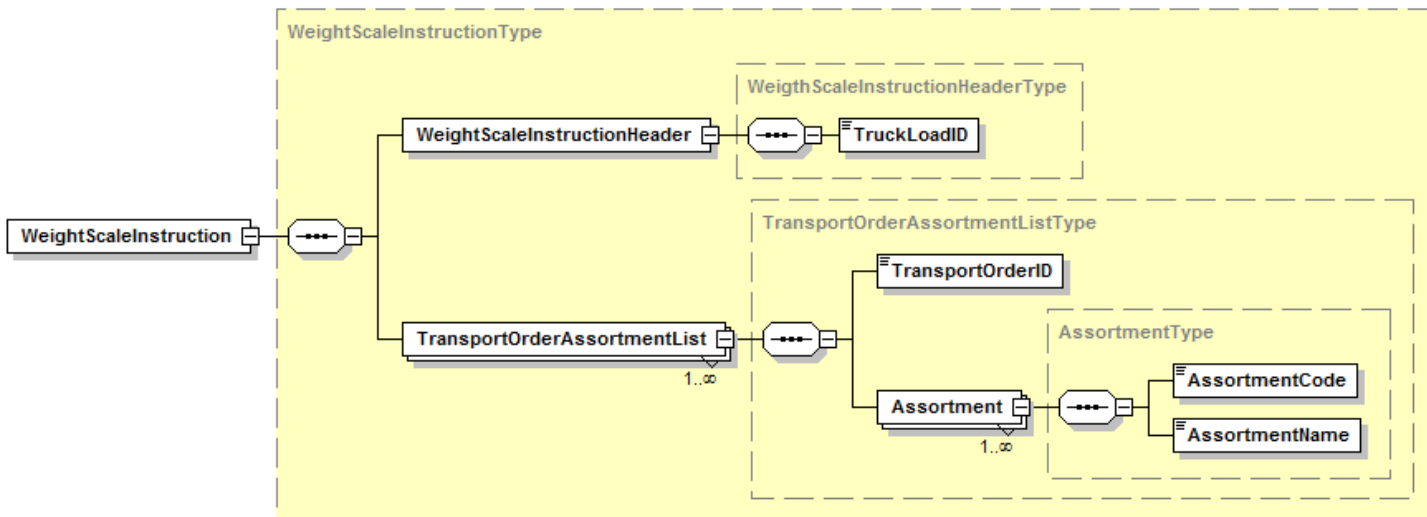 WeightScaleInstructionType
WeigthScaleInstructionHeaderType
WeightScaleInstructionHeader
TruckLoadID
TransportOrderAssortmentListType
WeightScaleInstruction
TransportOrderID
AssortmentType
TransportOrderAssortmentList
1..∞
AssortmentCode
Assortment
AssortmentName
1..∞